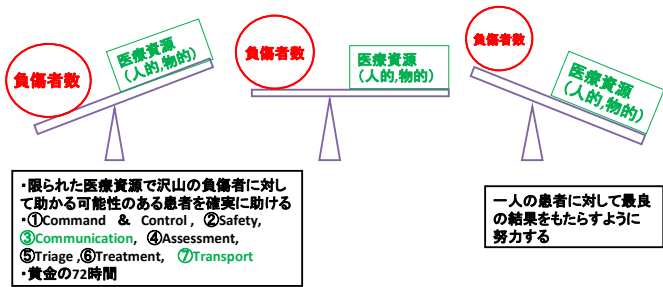 負傷者数
医療資源
(人的,物的)
負傷者数
医療資源
(人的,物的)
負傷者数
医療資源
(人的,物的)
・限られた医療資源で沢山の負傷者に対し
て助かる可能性のある患者を確実に助ける
・①Command & Control, ②Safety,
③Communication, ④Assessment,
⑤Triage ,⑥Treatment, ⑦Transport
・黄金の72時間
一人の患者に対して最良
の結果をもたらすように
努力する